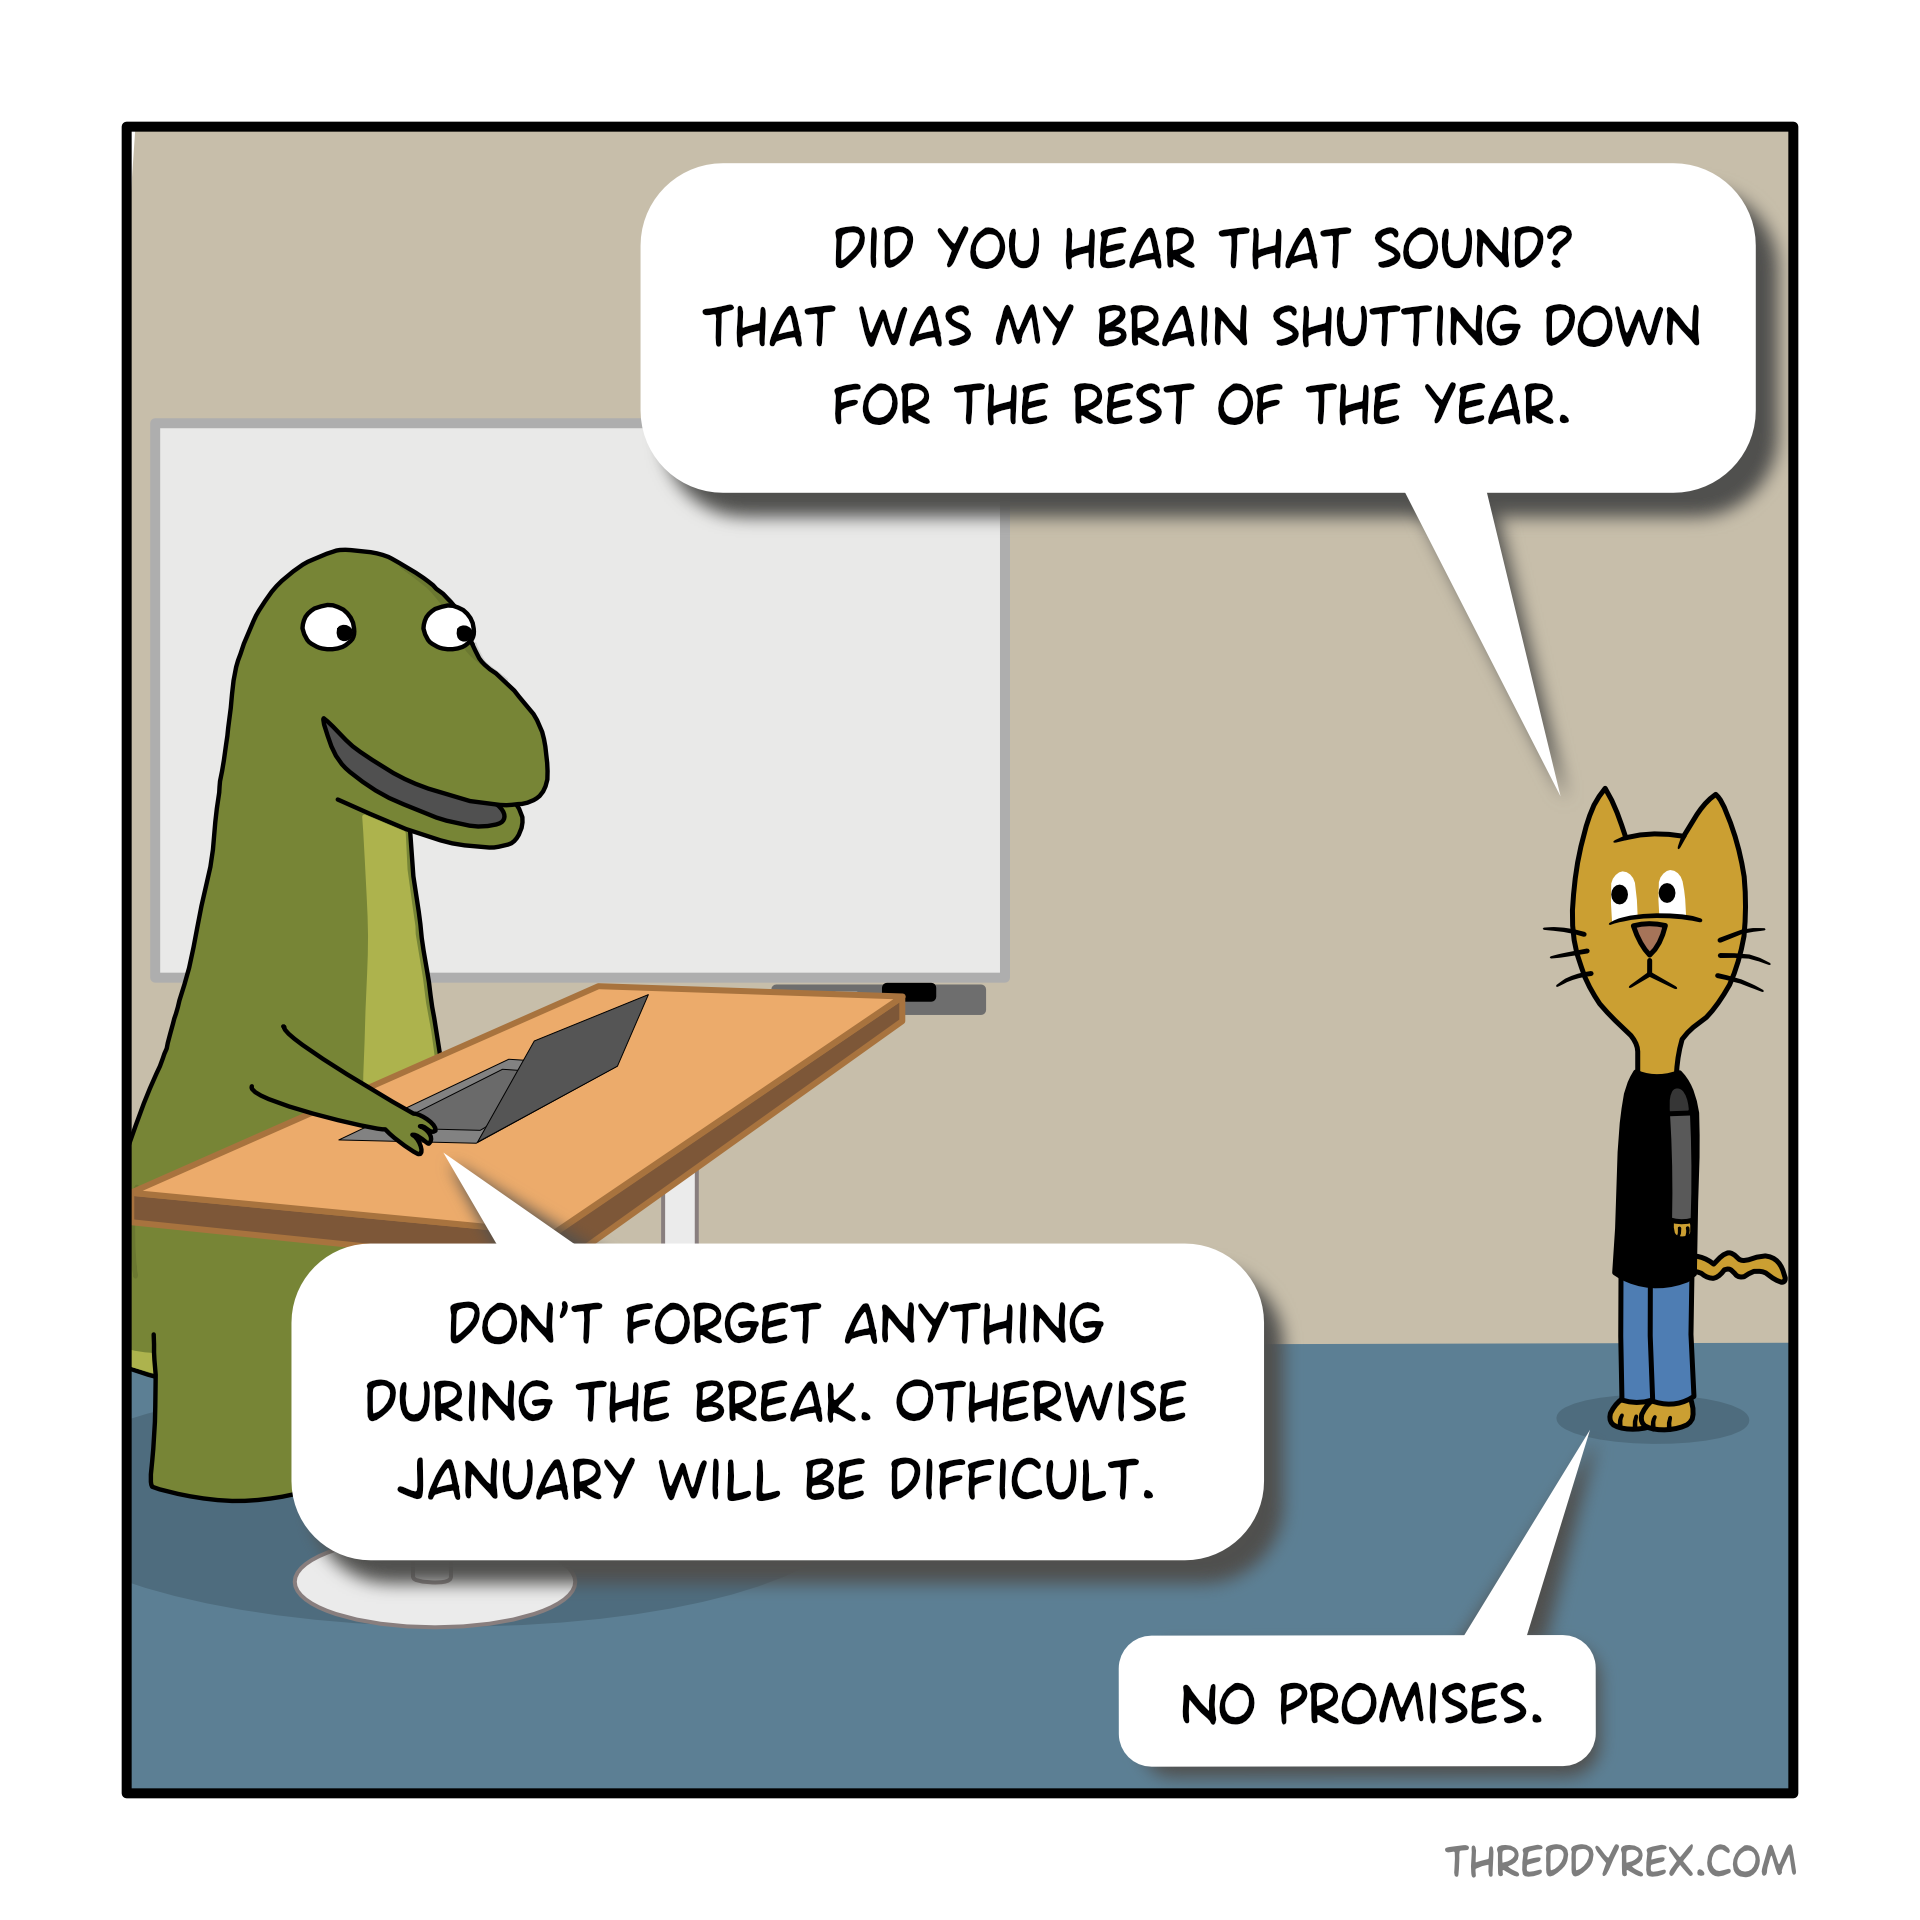 DID YOU HEAR THAT SOUND?
THAT WAS MY BRAIN SHUTTING DOWN
FOR THE REST OF THE YEAR.
DON'T FORGET ANYTHING
DURING THE BREAK. OTHERWISE
JANUARY WILL BE DIFFICULT.
NO PROMISES.
THREDDYREX.COM